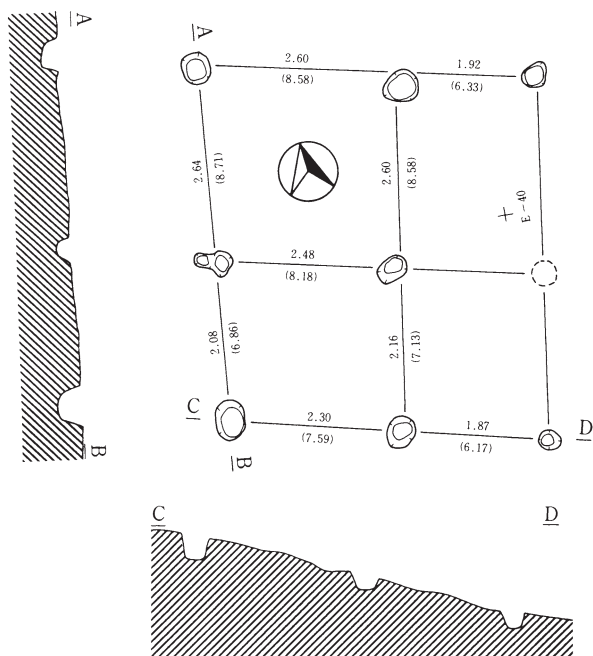 A
A
2.60
(8.58)
1.92
(6.33)
2.64
(8.71)
2.60
(8.58)
E-40
2.48
(8.18)
2.08
(6.86)
2.16
(7.13)
C
2.30
(7.59)
1.87
(6.17)
D
B
B
C
D